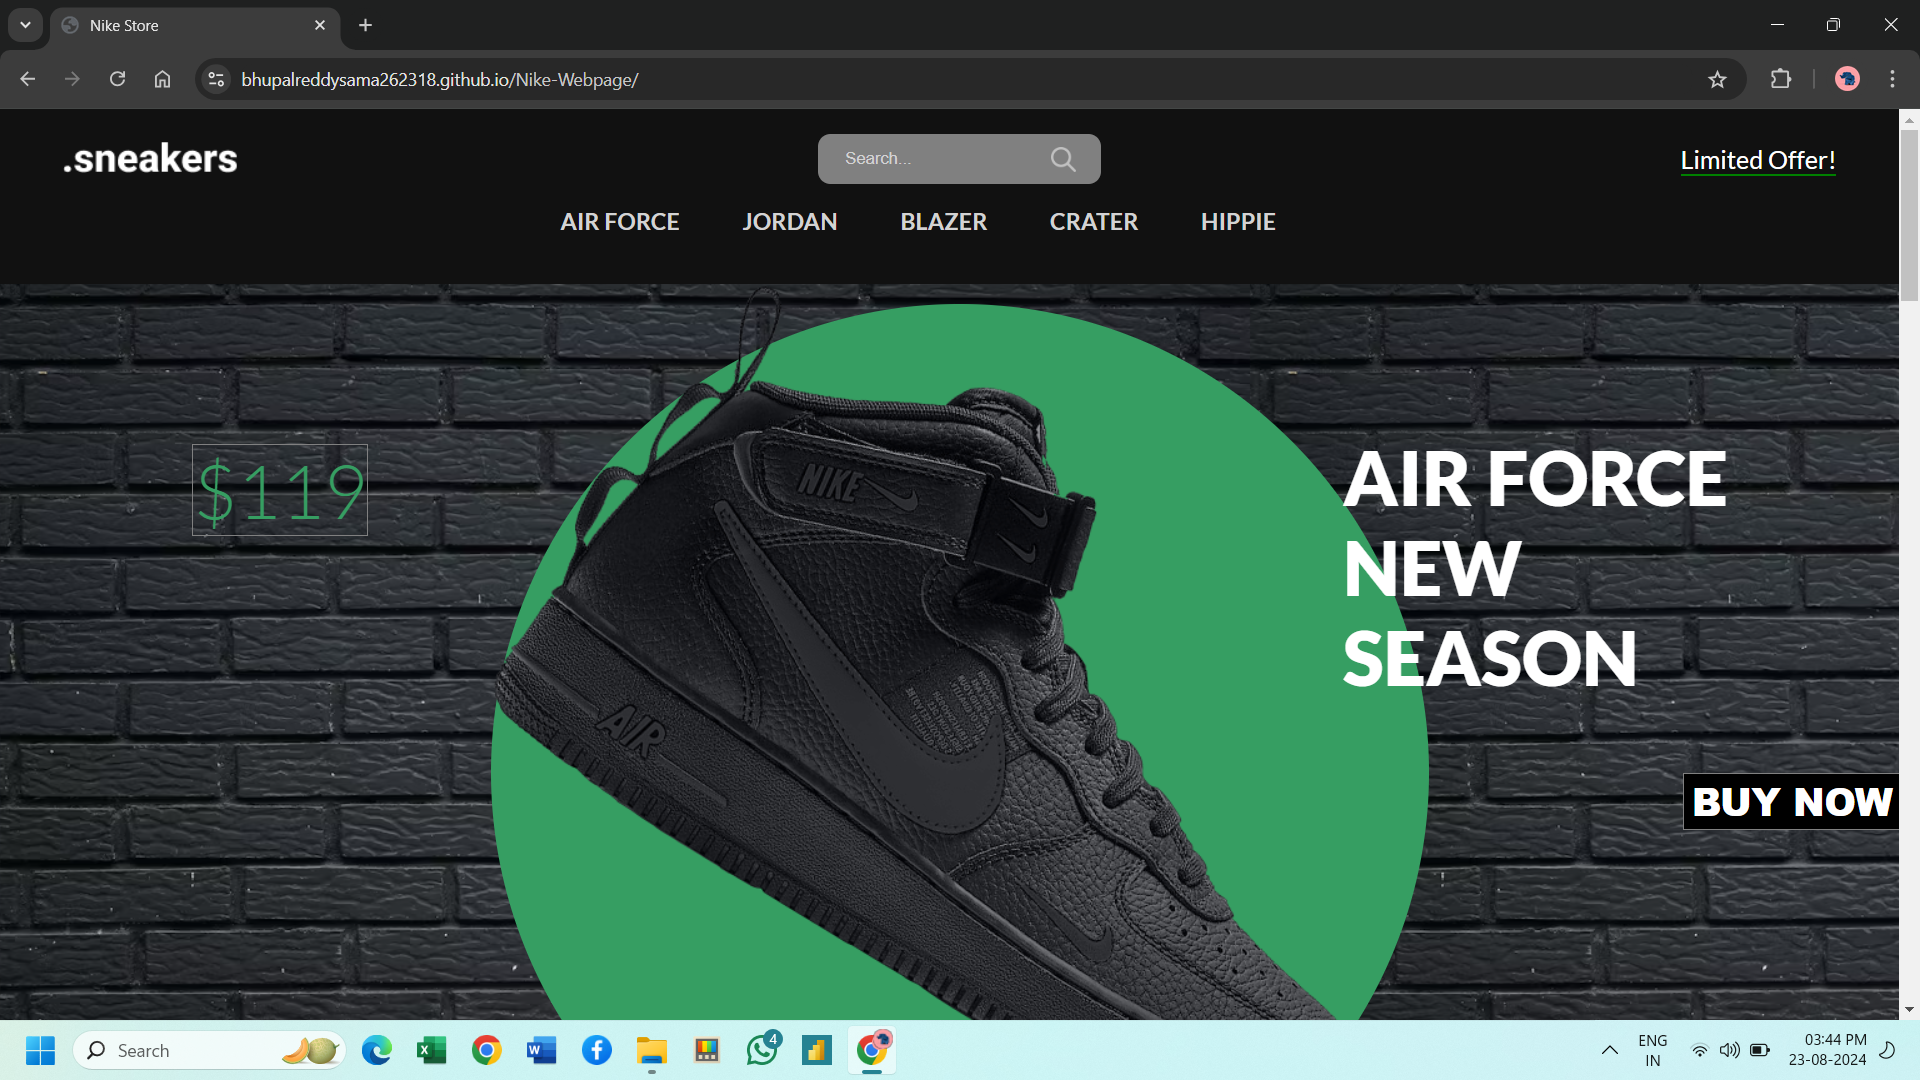 Nike Store
bhupalreddysama262318.github.io/Nike-Webpage/
.sneakers
Search...
Limited Offer!
AIR FORCE
JORDAN
BLAZER
CRATER
HIPPIE
$119
NIKE
AIR
AIR FORCE
NEW
SEASON
BUY NOW
Search
4
ENG
IN
03:44 PM
23-08-2024